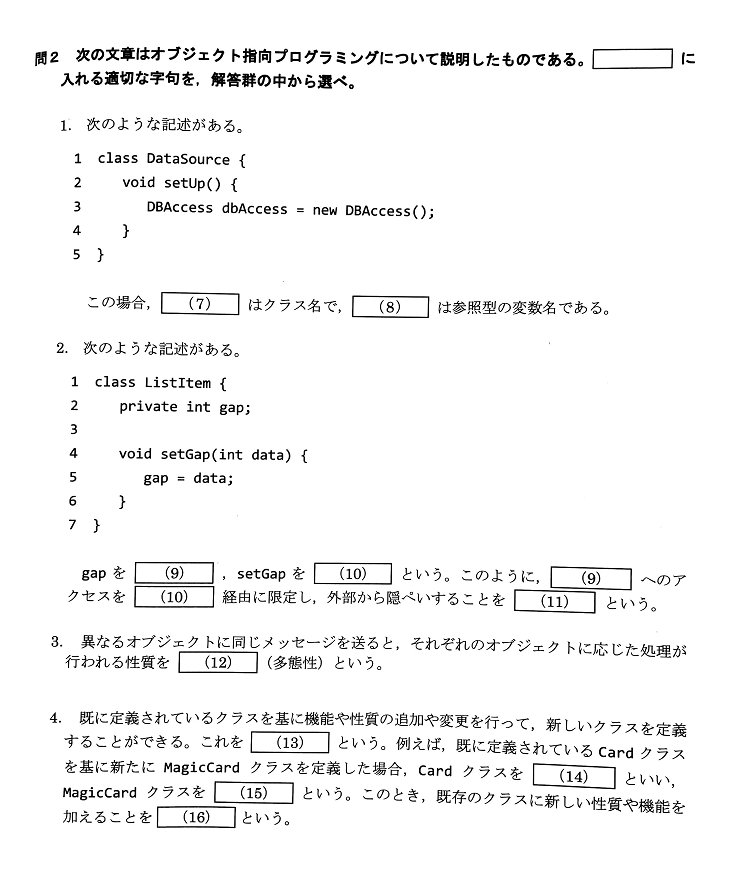 問2　次の文章はオブジェクト指向プログラミングについて説明したものである。　　　　に
入れる適切な字句を，解答群の中から選べ。
1.　次のような記述がある。
1 class DataSource {
2    void setUp() {
3       DBAccess dbAccess = new DBAccess();
4    }
5 }
この場合，(7)はクラス名で，(8)は参照型の変数名である。
2.　次のような記述がある。
1 class ListItem {
2    private int gap;
3
4    void setGap(int data) {
5       gap = data;
6    }
7 }
gap を (9)，setGap を (10) という。このように，(9) へのア
クセスを (10) 経由に限定し，外部から隠ぺいすることを (11) という。
3.　異なるオブジェクトに同じメッセージを送ると，それぞれのオブジェクトに応じた処理が
行われる性質を (12)（多態性）という。
4.　既に定義されているクラスを基に機能や性質の追加や変更を行って，新しいクラスを定義
することができる。これを (13) という。例えば，既に定義されている Card クラス
を基に新たに MagicCard クラスを定義した場合，Card クラスを (14) といい，
MagicCard クラスを (15) という。このとき，既存のクラスに新しい性質や機能を
加えることを (16) という。